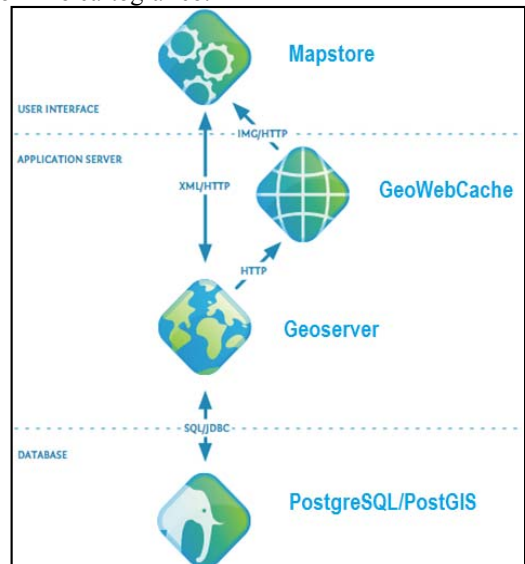 Mapstore
USER INTERFACE
IMG/HTTP
APPLICATION SERVER
XML/HTTP
GeoWebCache
HTTP
Geoserver
SQL/JDBC
DATABASE
PostgreSQL/PostGIS